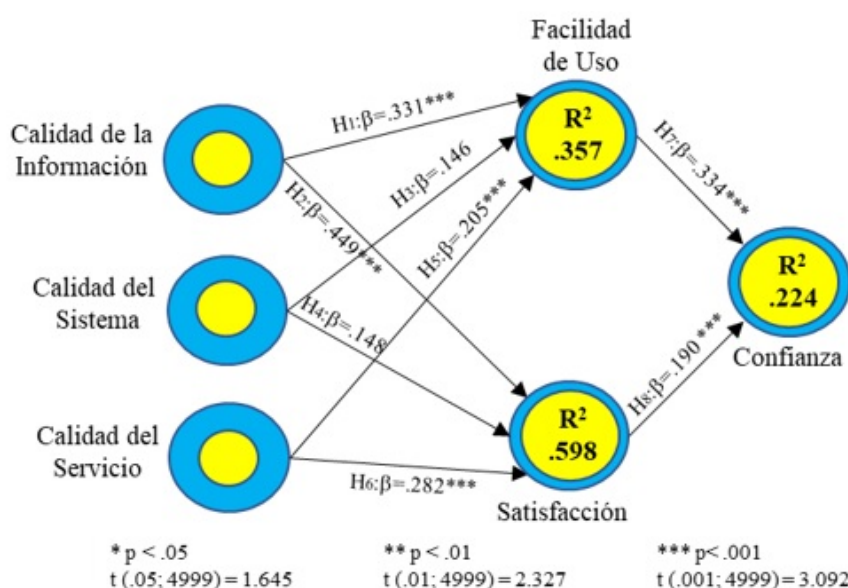 Facilidad
de Uso
Calidad de la
Información
H1:β=.331***
R²
.357
H2:β=.449***
H3:β=.146
H5:β=.205***
H7:β=.334***
Calidad del
Sistema
H4:β=.148
R²
.224
Confianza
H8:β=.190 ***
Calidad del
Servicio
R²
.598
H6:β=.282***
Satisfacción
* p < .05
t (.05; 4999) = 1.645
** p < .01
t (.01; 4999) = 2.327
*** p< .001
t (.001; 4999) = 3.092